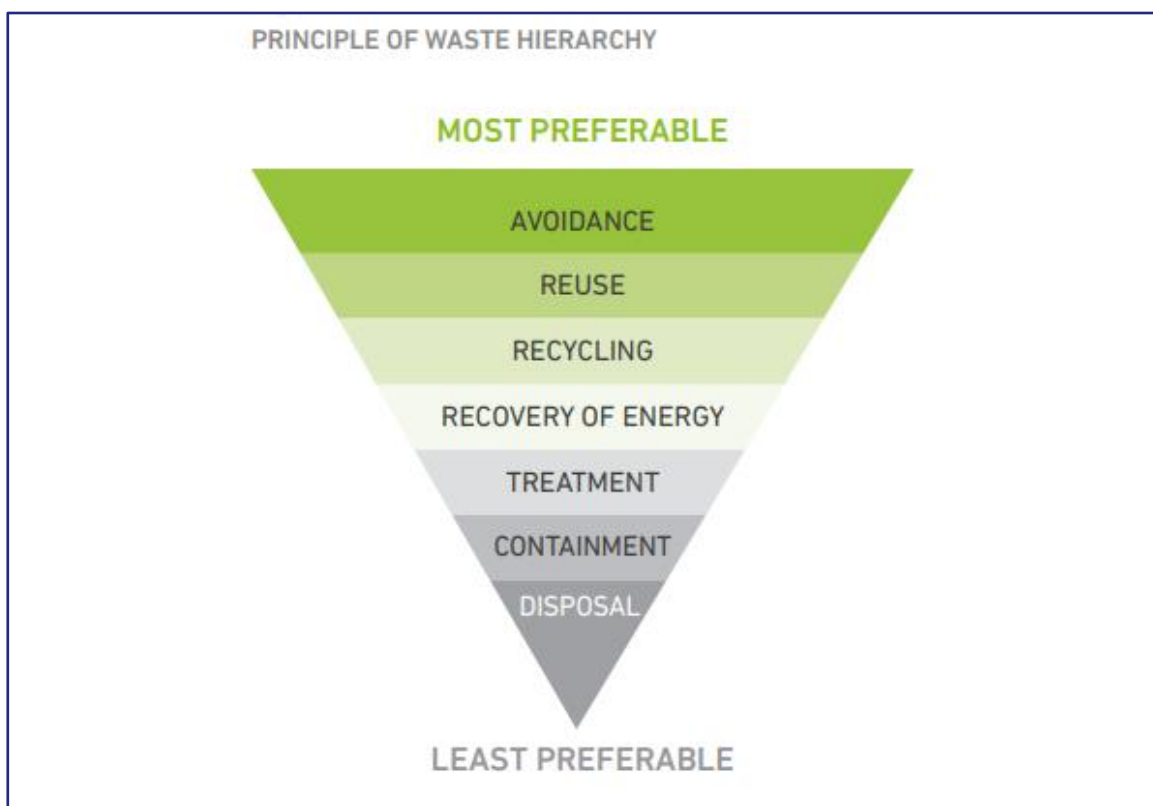 PRINCIPLE OF WASTE HIERARCHY
MOST PREFERABLE
AVOIDANCE
REUSE
RECYCLING
RECOVERY OF ENERGY
TREATMENT
CONTAINMENT
DISPOSAL
LEAST PREFERABLE